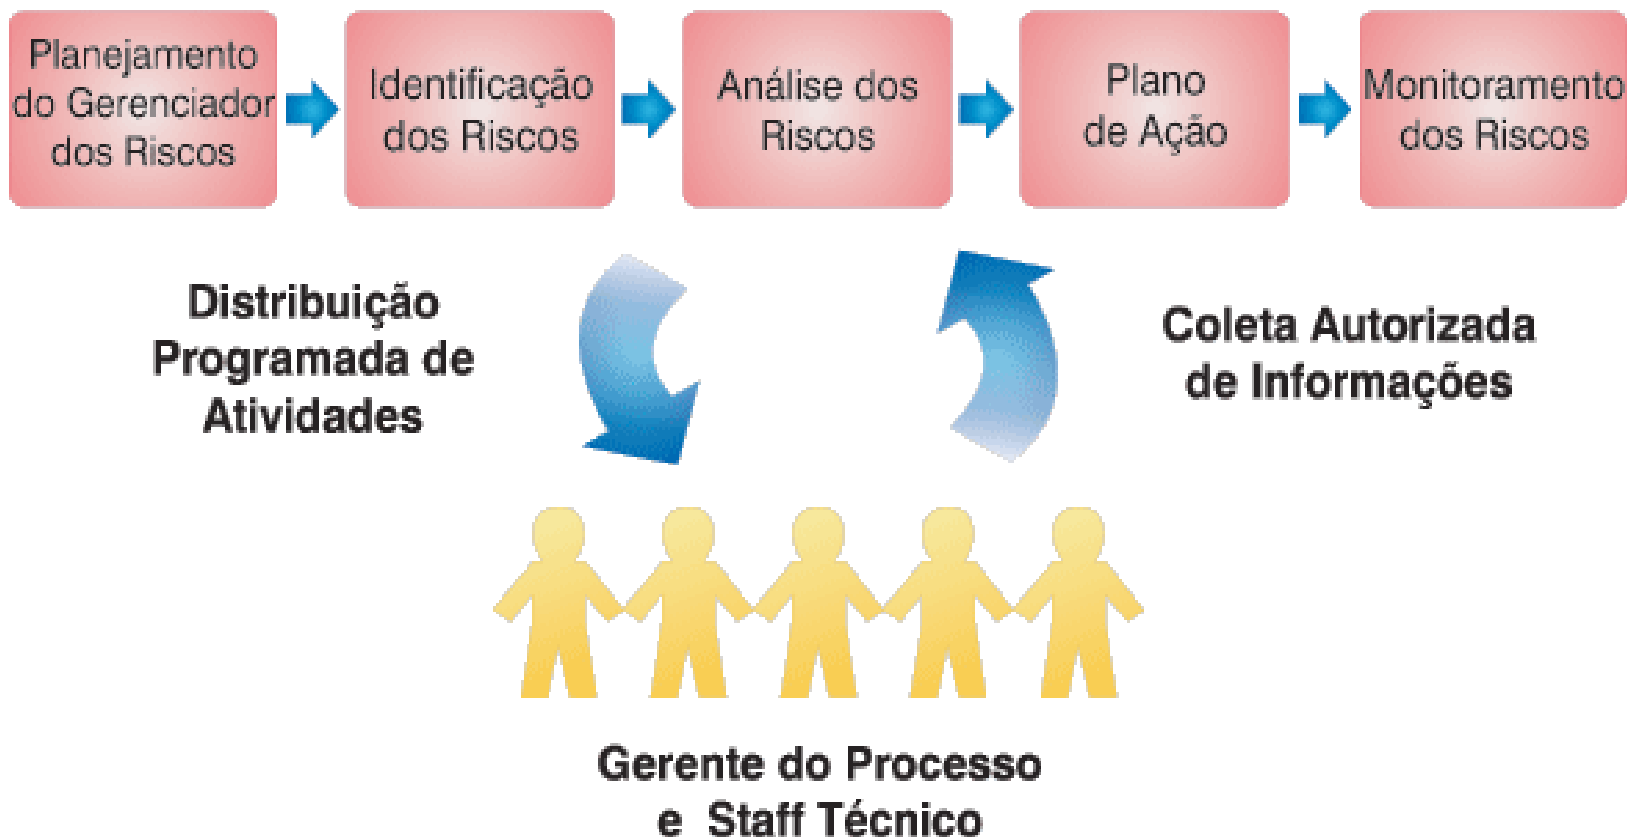 Planejamento
do Gerenciador
dos Riscos
Identificação
dos Riscos
Análise dos
Riscos
Plano
de Ação
Monitoramento
dos Riscos
Distribuição
Programada de
Atividades
Coleta Autorizada
de Informações
Gerente do Processo
e Staff Técnico